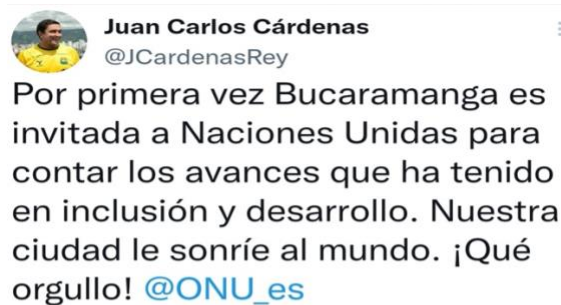 Juan Carlos Cárdenas
@JCardenasRey
Por primera vez Bucaramanga es
invitada a Naciones Unidas para
contar los avances que ha tenido
en inclusión y desarrollo. Nuestra
ciudad le sonríe al mundo. ¡Qué
orgullo! @ONU_es